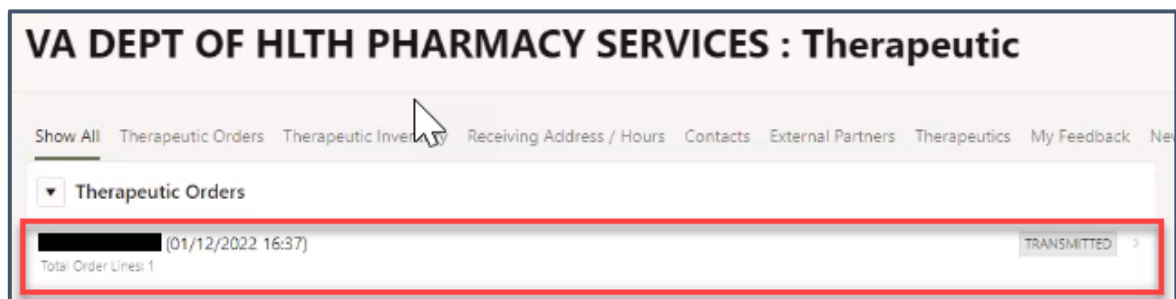 VA DEPT OF HLTH PHARMACY SERVICES : Therapeutic
Show All Therapeutic Orders Therapeutic Receiving Address / Hours Contacts External Partners Therapeutics My Feedback
Therapeutic Orders
(01/12/2022 16:37) TRANSMITTED
Total Order Lines: 1